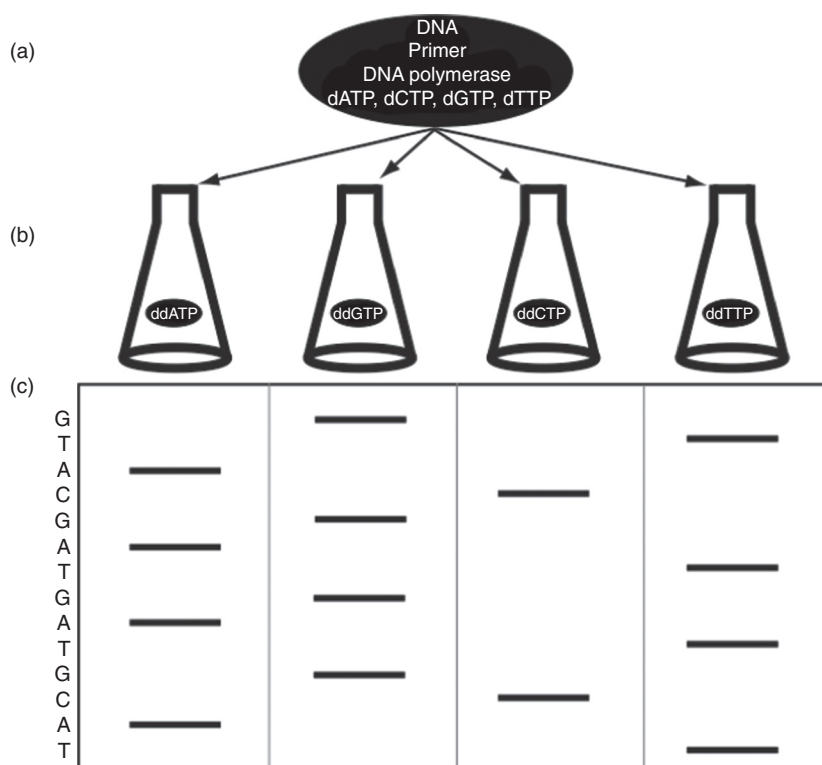 (a)
DNA
Primer
DNA polymerase
dATP, dCTP, dGTP, dTTP
(b)
ddATP
ddGTP
ddCTP
ddTTP
(c)
G
T
A
C
G
A
T
G
A
T
G
C
A
T